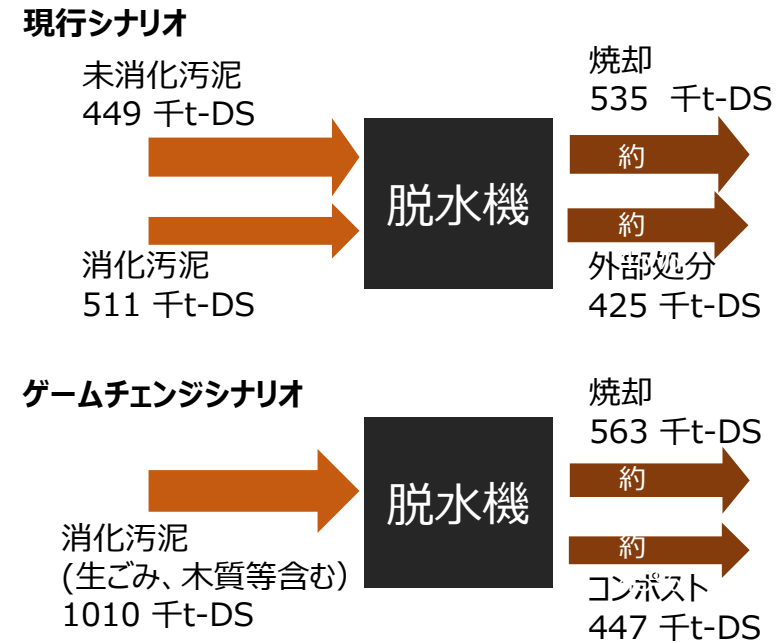 現行シナリオ
未消化汚泥
449 千t-DS
消化汚泥
511 千t-DS
脱水機
焼却
535 千t-DS
約
約
外部処分
425 千t-DS
ゲームチェンジシナリオ
消化汚泥
(生ごみ、木質等含む）
1010 千t-DS
脱水機
焼却
563 千t-DS
約
約
コンポスト
447 千t-DS